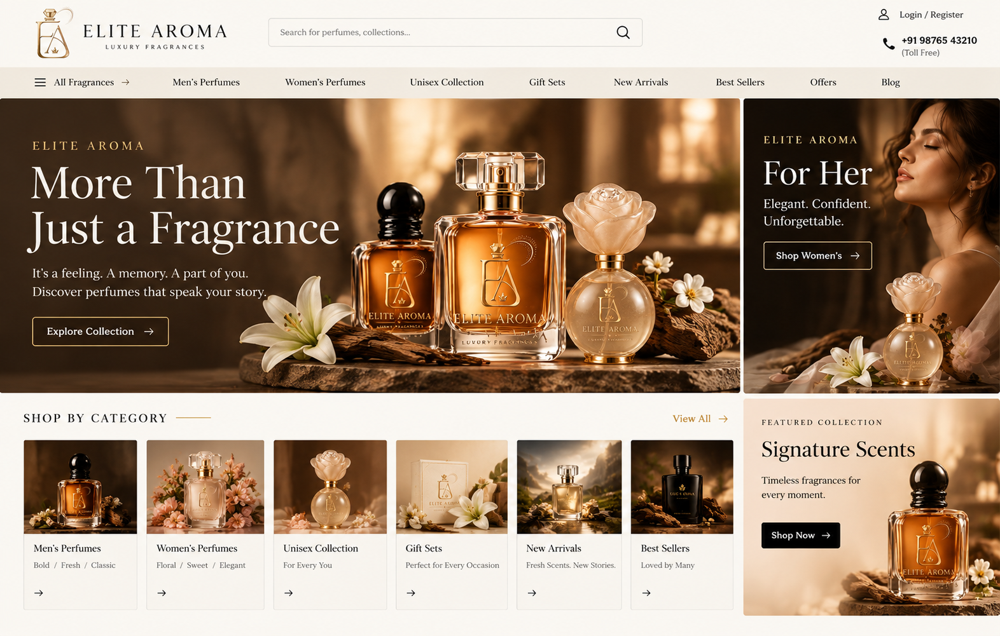 ELITE AROMA
LUXURY FRAGRANCES
Search for perfumes, collections...
Login / Register
+91 98765 43210
(Toll Free)
All Fragrances →
Men's Perfumes
Women's Perfumes
Unisex Collection
Gift Sets
New Arrivals
Best Sellers
Offers
Blog
ELITE AROMA
More Than
Just a Fragrance
It's a feeling. A memory. A part of you.
Discover perfumes that speak your story.
Explore Collection →
EA
ELITE AROMA
EA
ELITE AROMA
EA
ELITE AROMA
ELITE AROMA
For Her
Elegant. Confident.
Unforgettable.
Shop Women's →
SHOP BY CATEGORY
View All →
Men's Perfumes
Bold / Fresh / Classic
→
Women's Perfumes
Floral / Sweet / Elegant
→
Unisex Collection
For Every You
→
Gift Sets
Perfect for Every Occasion
→
New Arrivals
Fresh Scents. New Stories.
→
Best Sellers
Loved by Many
→
FEATURED COLLECTION
Signature Scents
Timeless fragrances for
every moment.
Shop Now →
EA
ELITE AROMA